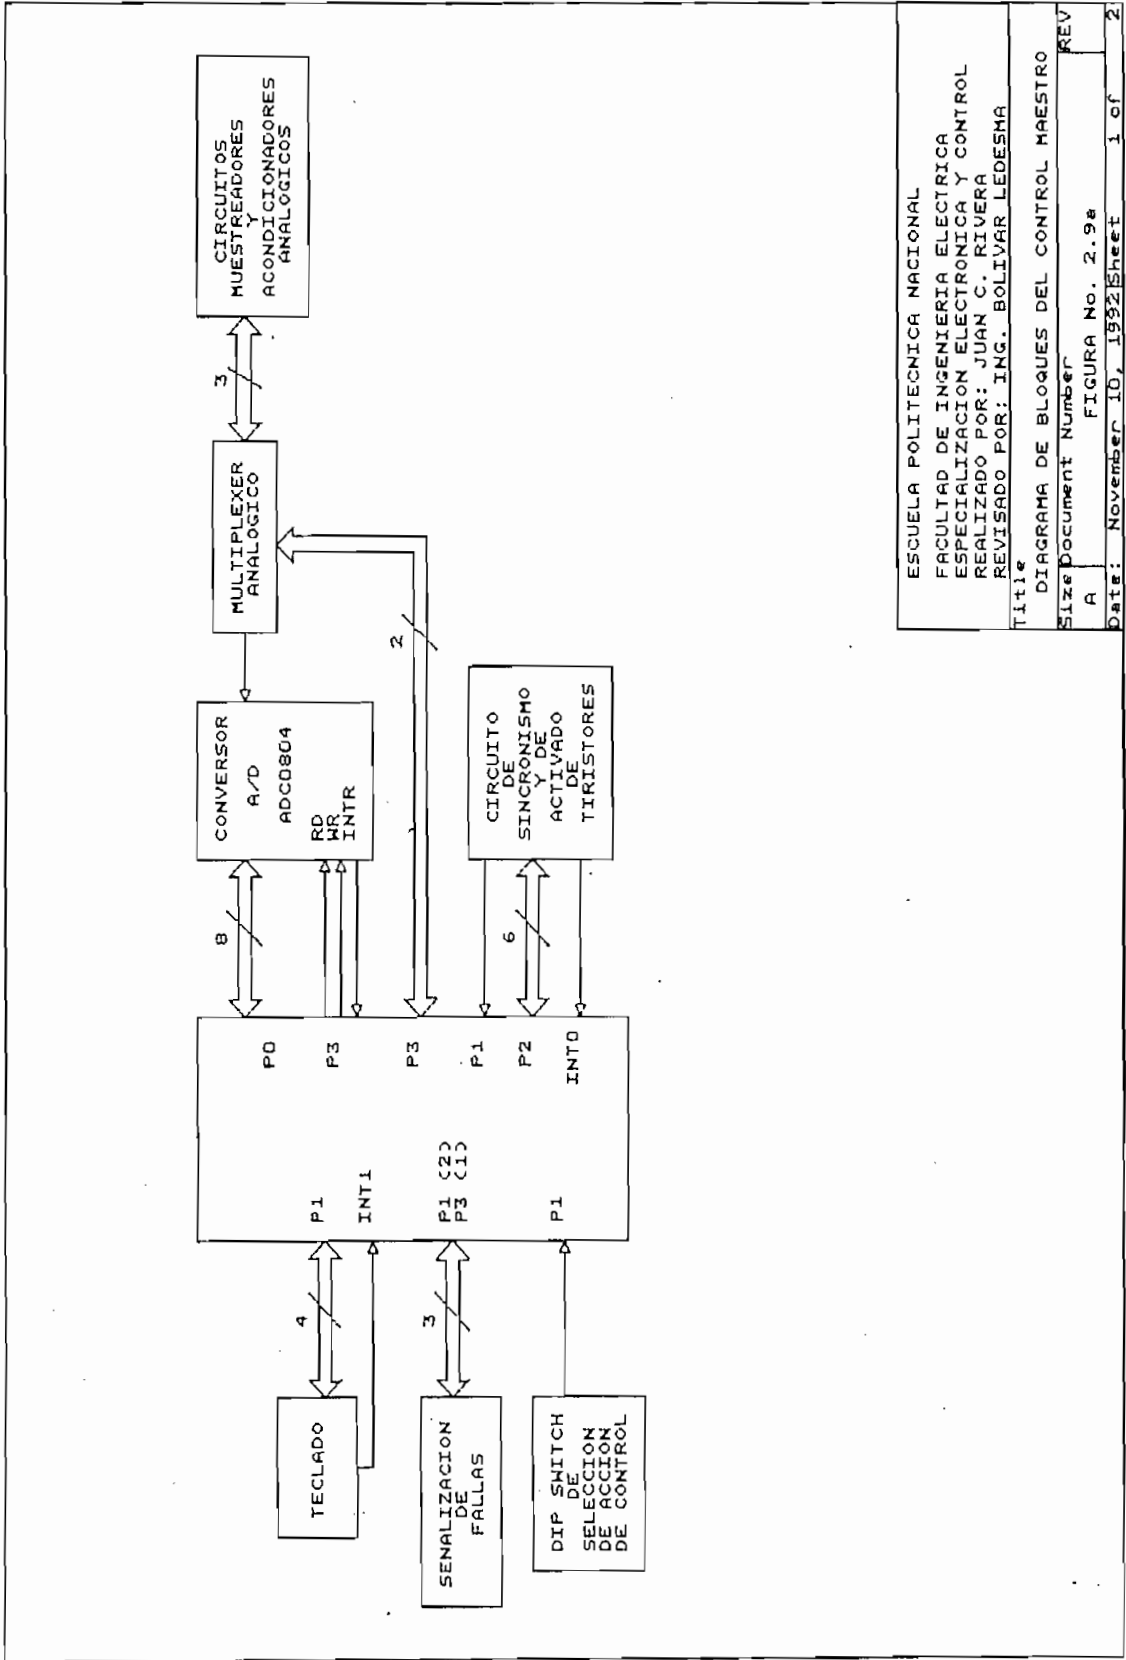 TECLADO
4
P1
INT1
SENALIZACION
DE
FALLAS
3
P1 (2)
P3 (1)
DIP SWITCH
DE
SELECCION
DE ACCION
DE CONTROL
P1
P0
P3
P3
P1
P2
INT0
8
CONVERSOR
A/D
ADC0804
RD
WR
INTR
2
MULTIPLEXER
ANALOGICO
3
CIRCUITOS
MUESTREADORES
Y
ACONDICIONADORES
ANALOGICOS
6
CIRCUITO
DE
SINCRONISMO
Y DE
ACTIVADO
DE
TIRISTORES
ESCUELA POLITECNICA NACIONAL
FACULTAD DE INGENIERIA ELECTRICA
ESPECIALIZACION ELECTRONICA Y CONTROL
REALIZADO POR: JUAN C. RIVERA
REVISADO POR: ING. BOLIVAR LEDESMA
Title
DIAGRAMA DE BLOQUES DEL CONTROL MAESTRO
Size Document Number REV
A FIGURA No. 2.9a
Date: November 10, 1992 Sheet 1 of 2